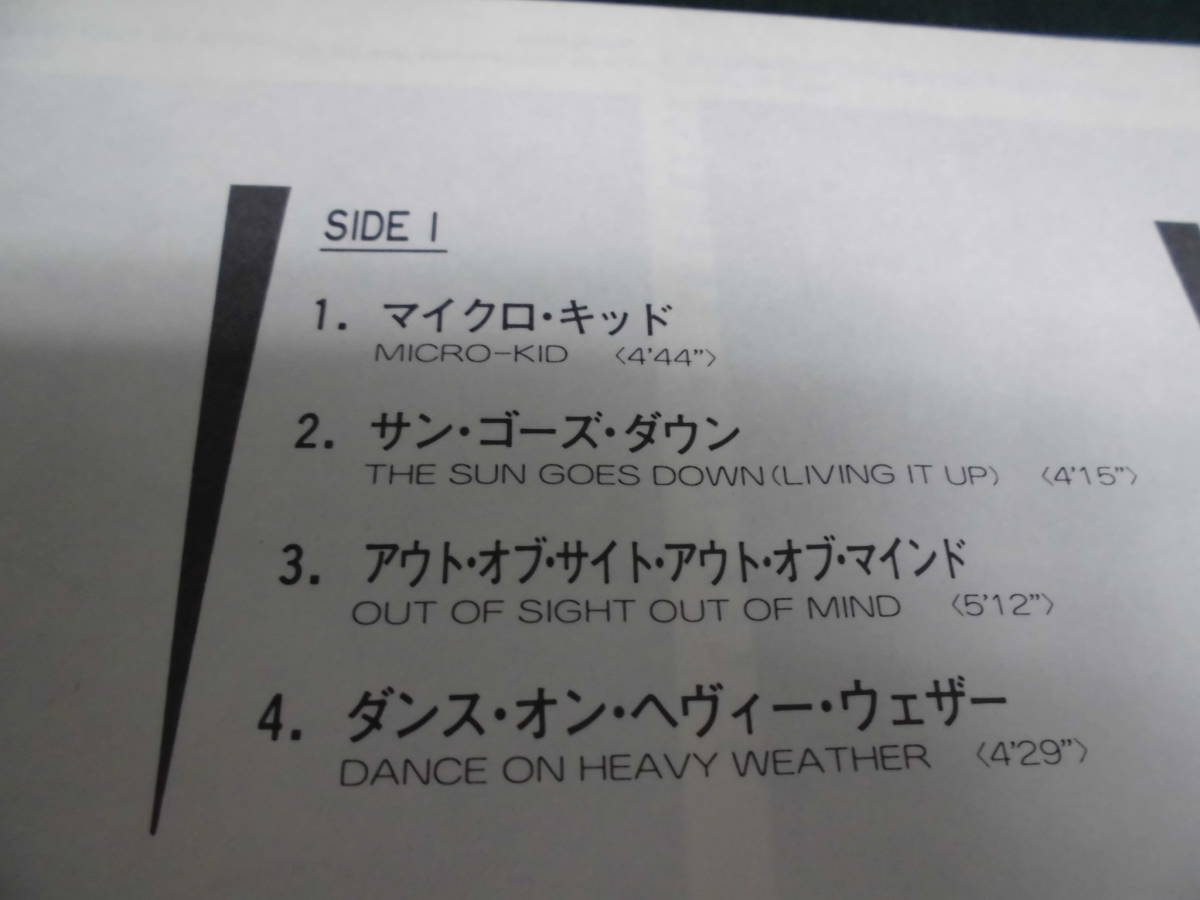 SIDE 1
1. マイクロ・キッド
MICRO-KID 〈4'44"〉
2. サン・ゴーズ・ダウン
THE SUN GOES DOWN (LIVING IT UP) 〈4'15"〉
3. アウト・オブ・サイト・アウト・オブ・マインド
OUT OF SIGHT OUT OF MIND 〈5'12"〉
4. ダンス・オン・ヘヴィー・ウェザー
DANCE ON HEAVY WEATHER 〈4'29"〉